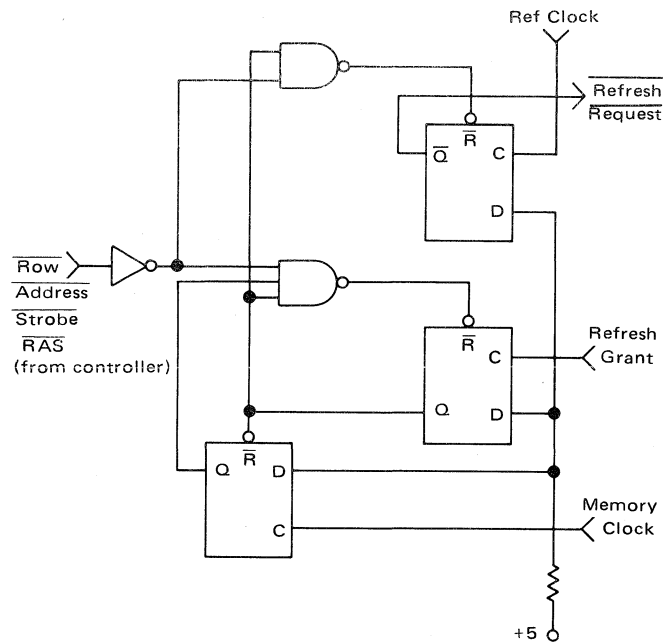 Ref Clock
Refresh
Request
R
Q
C
D
Row
Address
Strobe
RAS
(from controller)
R
C
Refresh
Grant
Q
D
R
Q
D
C
Memory
Clock
+5